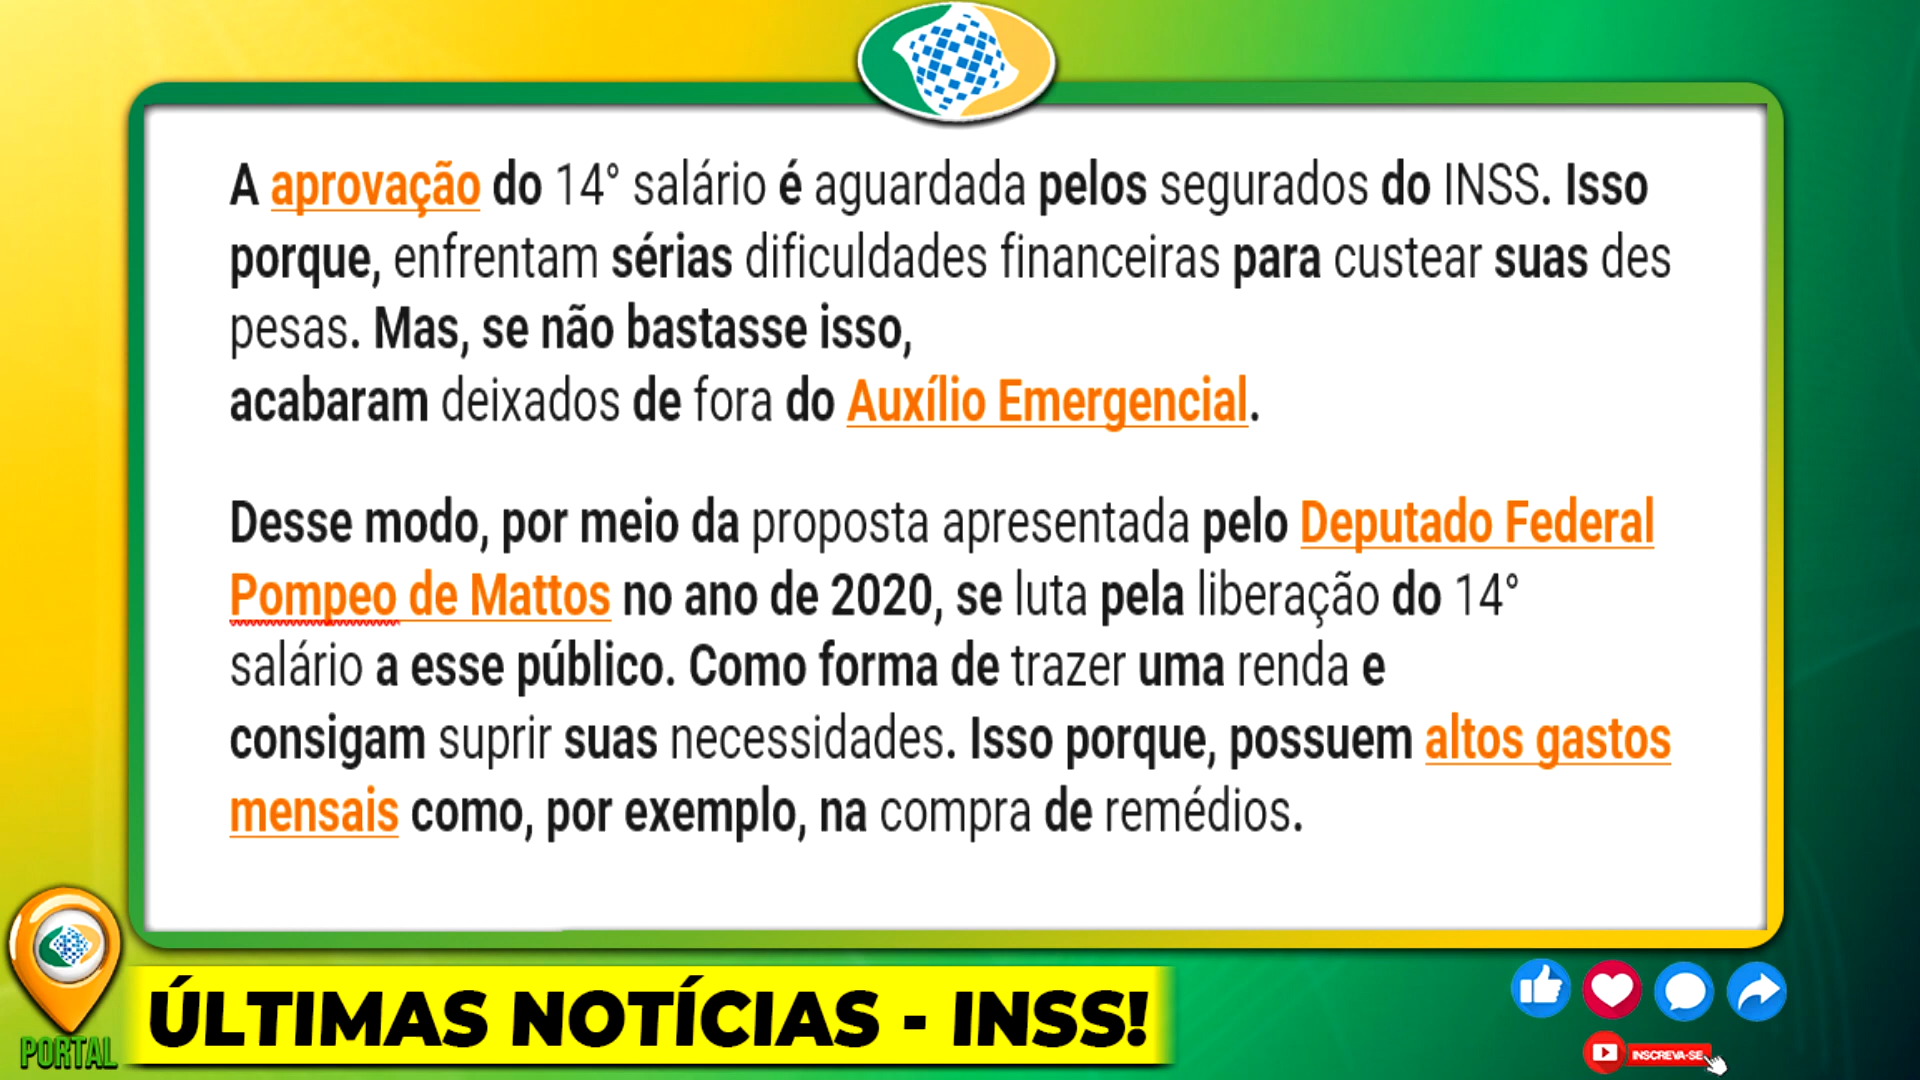 A aprovação do 14° salário é aguardada pelos segurados do INSS. Isso
porque, enfrentam sérias dificuldades financeiras para custear suas des
pesas. Mas, se não bastasse isso,
acabaram deixados de fora do Auxílio Emergencial.
Desse modo, por meio da proposta apresentada pelo Deputado Federal
Pompeo de Mattos no ano de 2020, se luta pela liberação do 14°
salário a esse público. Como forma de trazer uma renda e
consigam suprir suas necessidades. Isso porque, possuem altos gastos
mensais como, por exemplo, na compra de remédios.
PORTAL
ÚLTIMAS NOTÍCIAS - INSS!
INSCREVA-SE